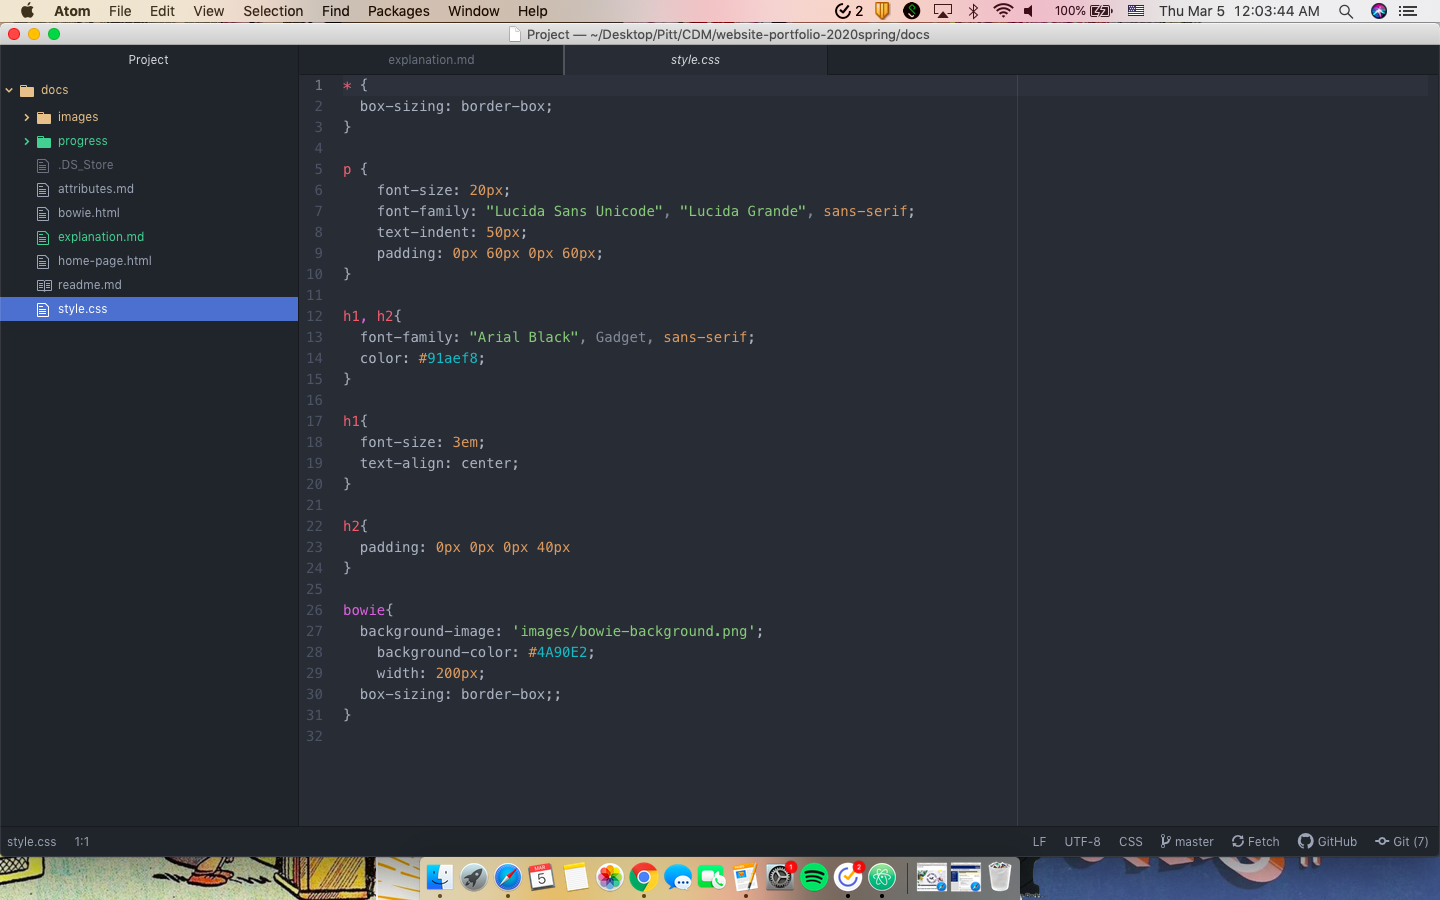 Atom File Edit View Selection Find Packages Window Help 2 100% Thu Mar 5 12:03:44 AM
Project — ~/Desktop/Pitt/CDM/website-portfolio-2020spring/docs
Project
docs
images
progress
.DS_Store
attributes.md
bowie.html
explanation.md
home-page.html
readme.md
style.css
explanation.md style.css
1 * {
2 box-sizing: border-box;
3 }
4
5 p {
6 font-size: 20px;
7 font-family: "Lucida Sans Unicode", "Lucida Grande", sans-serif;
8 text-indent: 50px;
9 padding: 0px 60px 0px 60px;
10 }
11
12 h1, h2{
13 font-family: "Arial Black", Gadget, sans-serif;
14 color: #91aef8;
15 }
16
17 h1{
18 font-size: 3em;
19 text-align: center;
20 }
21
22 h2{
23 padding: 0px 0px 0px 40px
24 }
25
26 bowie{
27 background-image: 'images/bowie-background.png';
28 background-color: #4A90E2;
29 width: 200px;
30 box-sizing: border-box;;
31 }
32
style.css 1:1 LF UTF-8 CSS master Fetch GitHub Git (7)
MAR
5
1
2